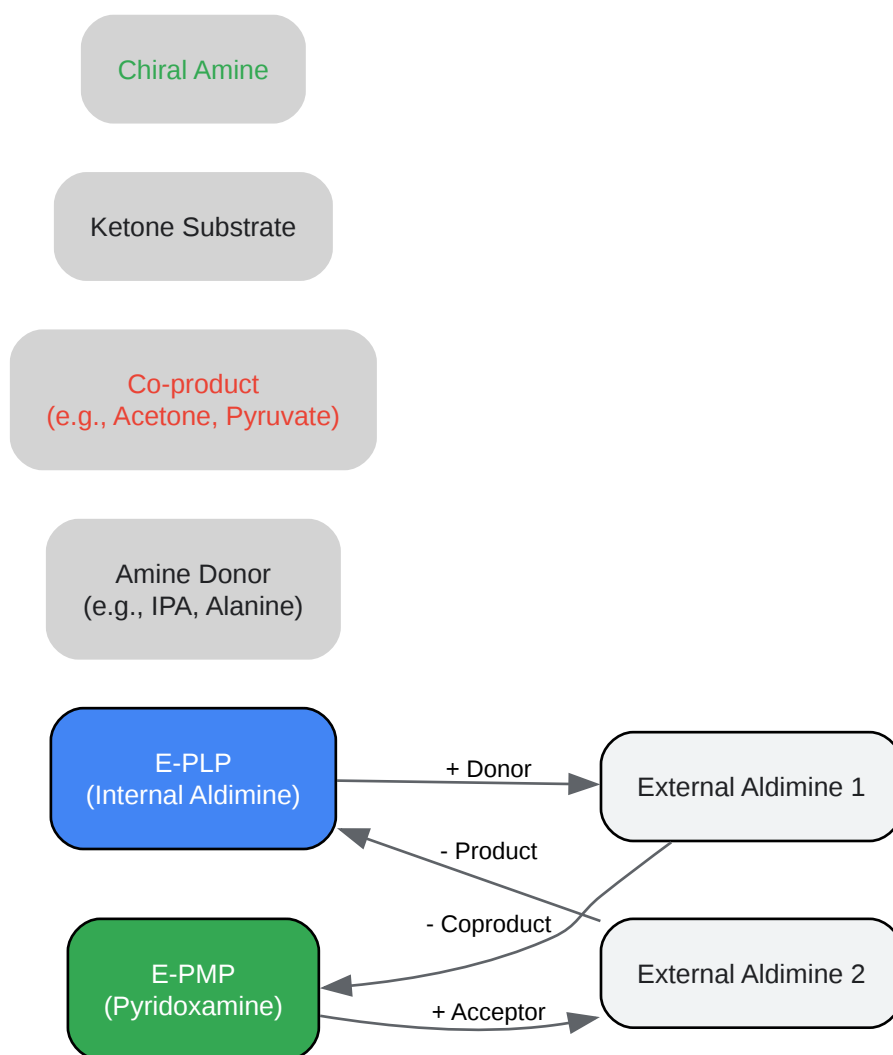 Chiral Amine
Ketone Substrate
Co-product
(e.g., Acetone, Pyruvate)
Amine Donor
(e.g., IPA, Alanine)
E-PLP
(Internal Aldimine)
+ Donor
External Aldimine 1
- Product
- Coproduct
E-PMP
(Pyridoxamine)
+ Acceptor
External Aldimine 2